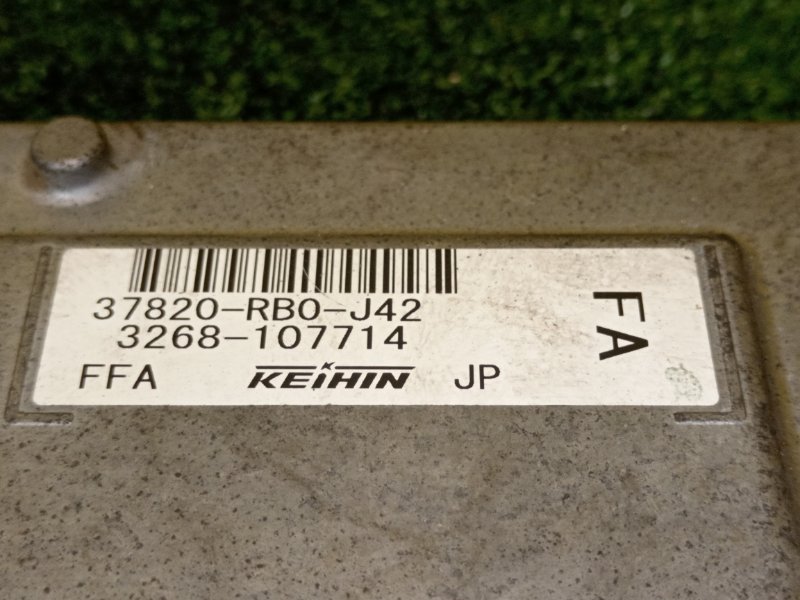 37820-RB0-J42
3268-107714
FFA KEIHIN JP
FA